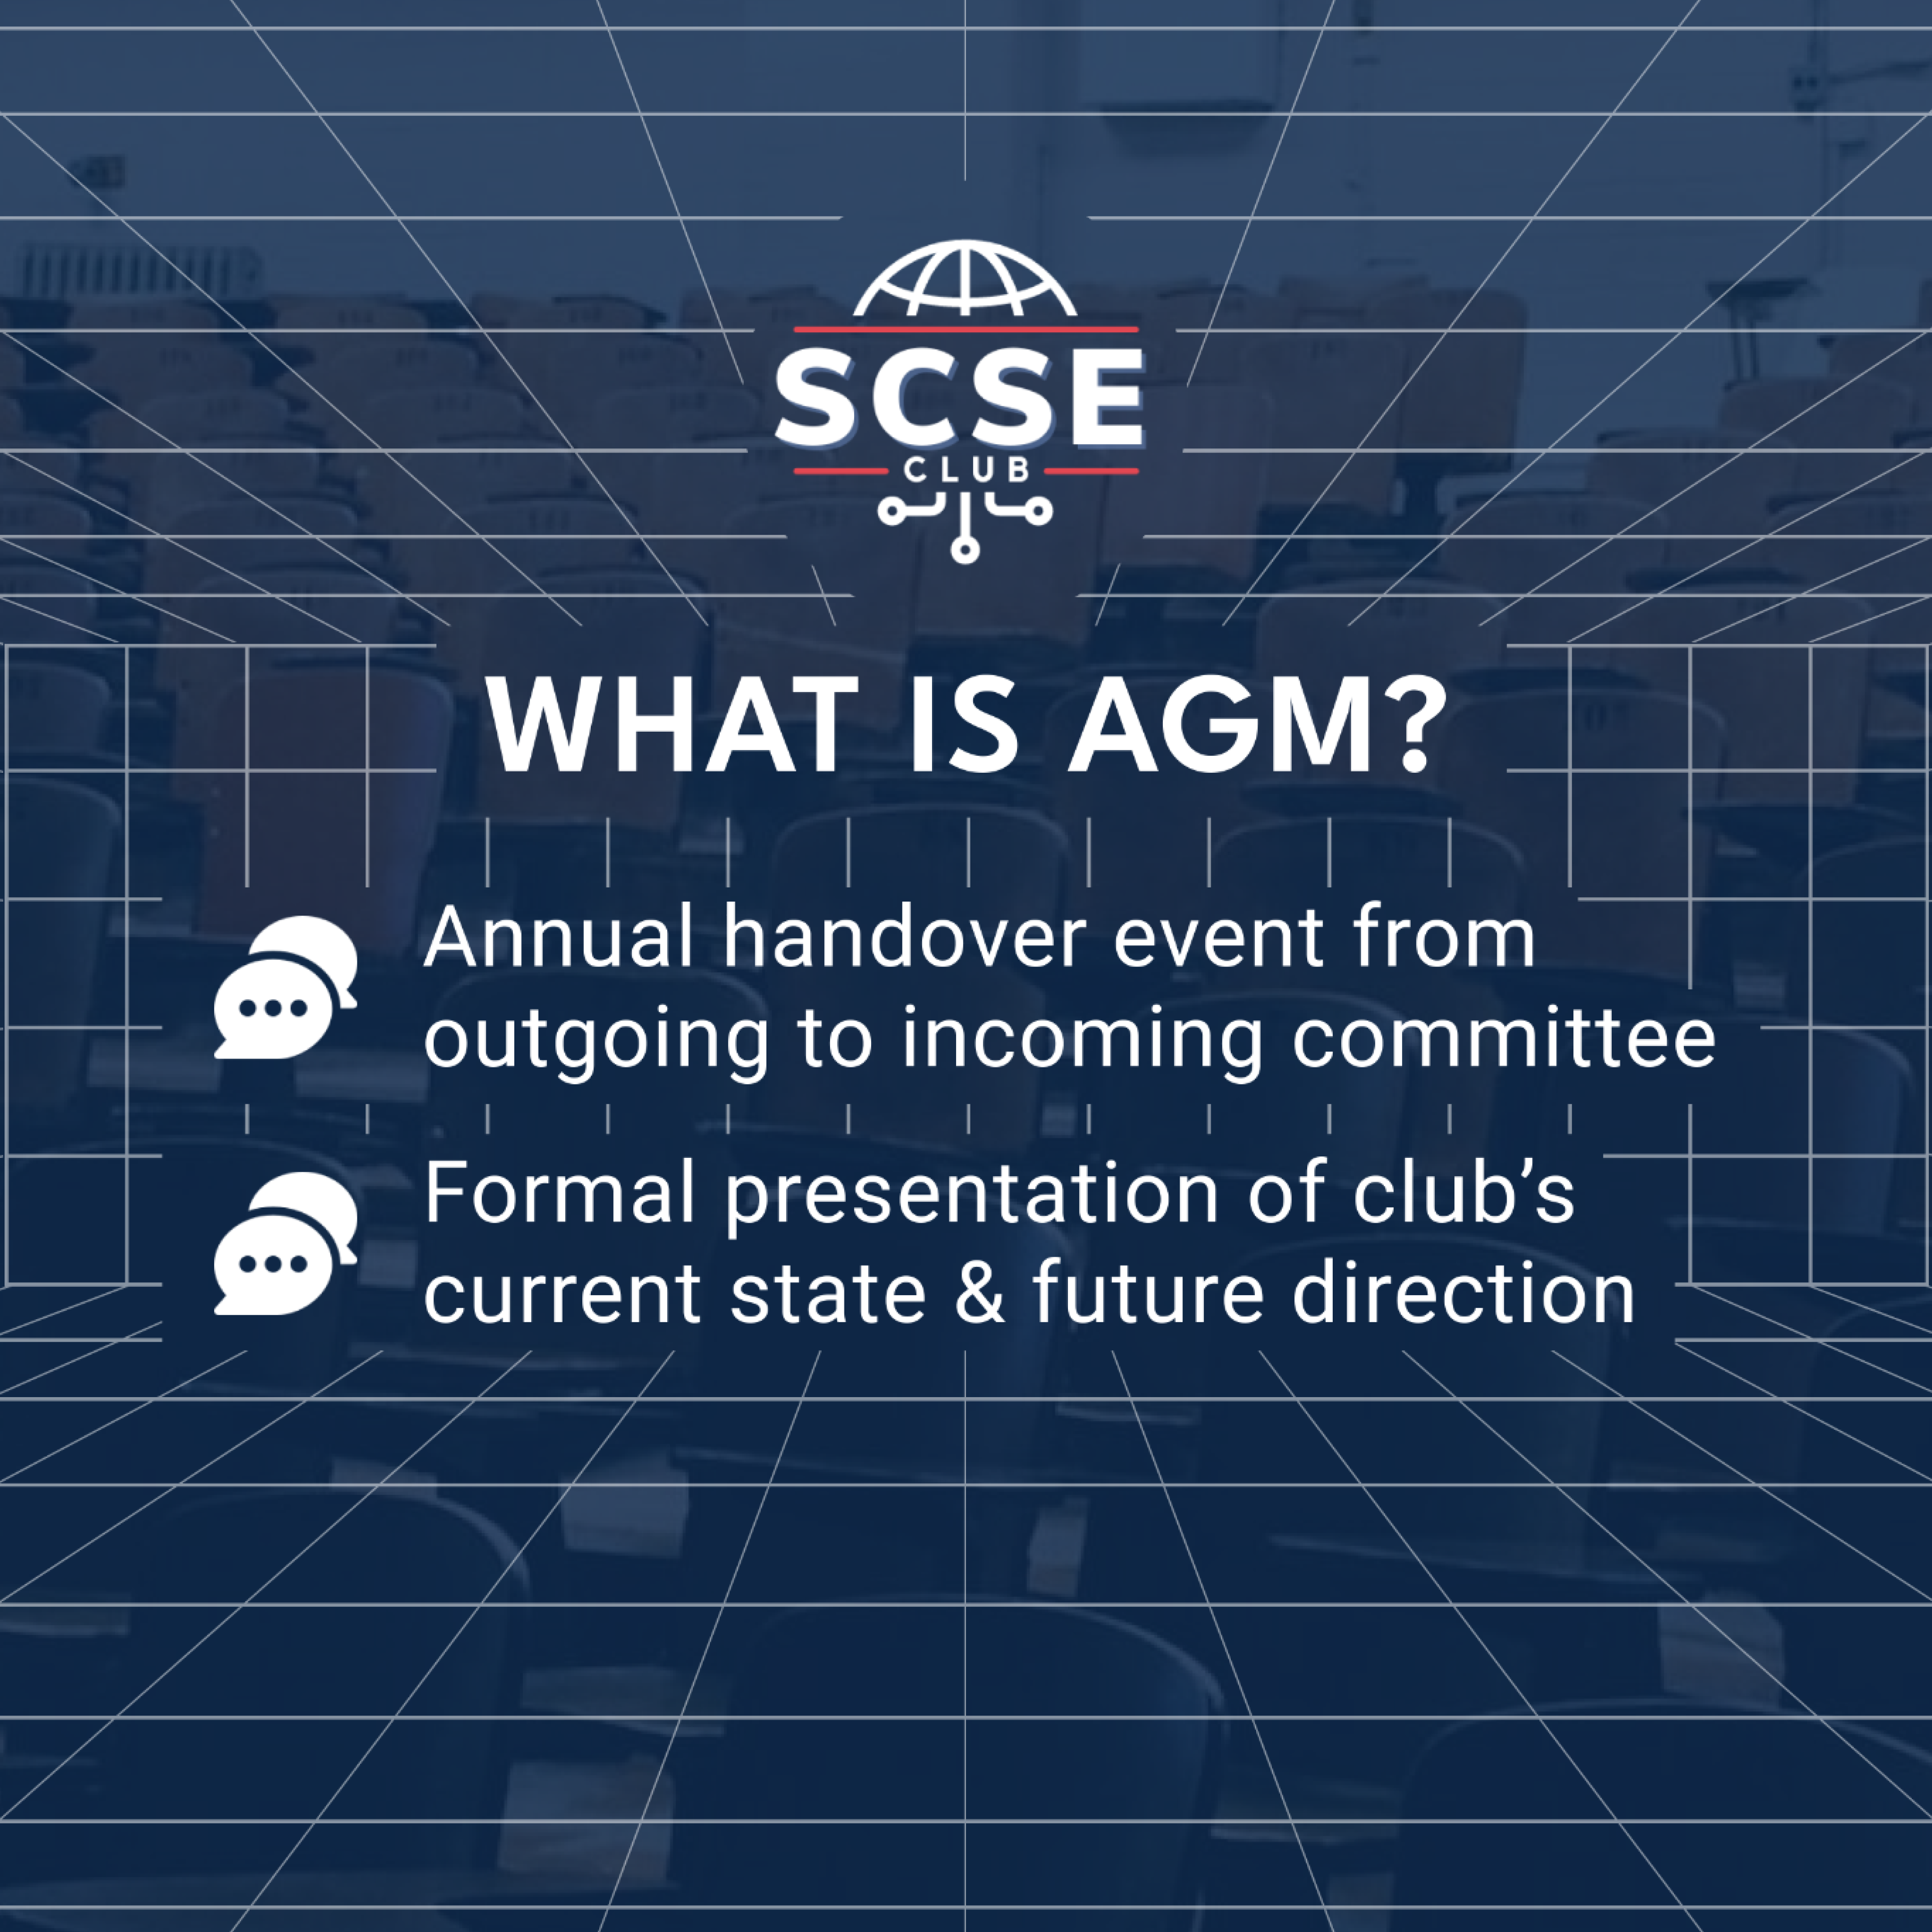 SCSE
CLUB
WHAT IS AGM?
Annual handover event from
outgoing to incoming committee
Formal presentation of club’s
current state & future direction